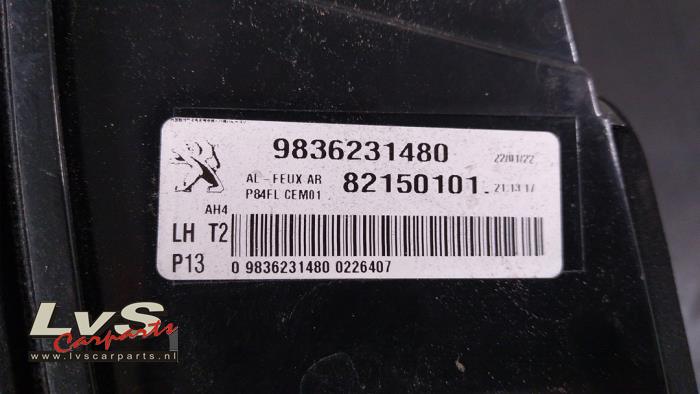 9836231480 22/01/22
AL - FEUX AR 82150101. 21.13.17
P84FL CEM01
AH4
LH T2
P13 0 9836231480 0226407
LvS
Carparts
www.lvscarparts.nl